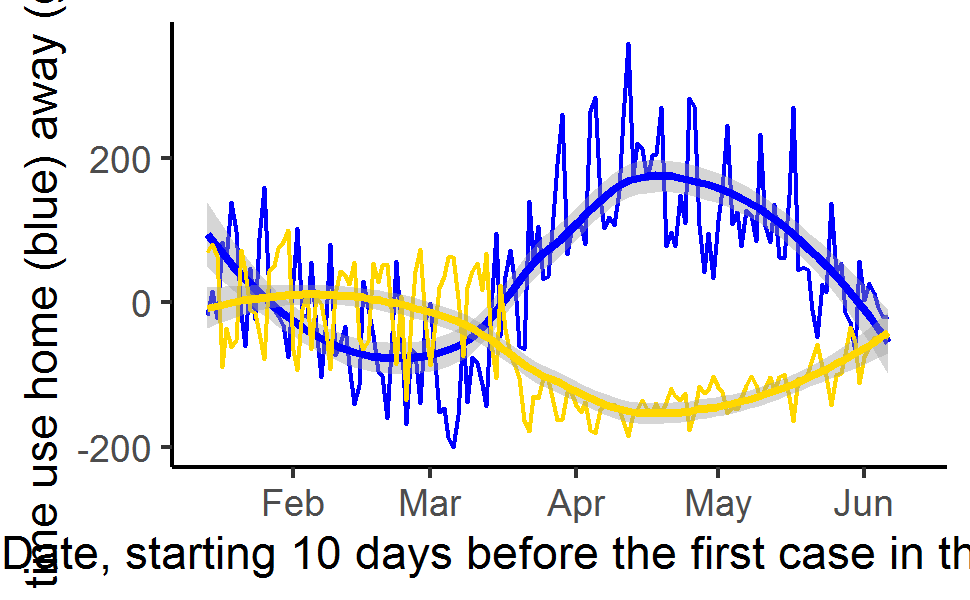 time use home (blue) away (
200
0
-200
Feb Mar Apr May Jun
Date, starting 10 days before the first case in th